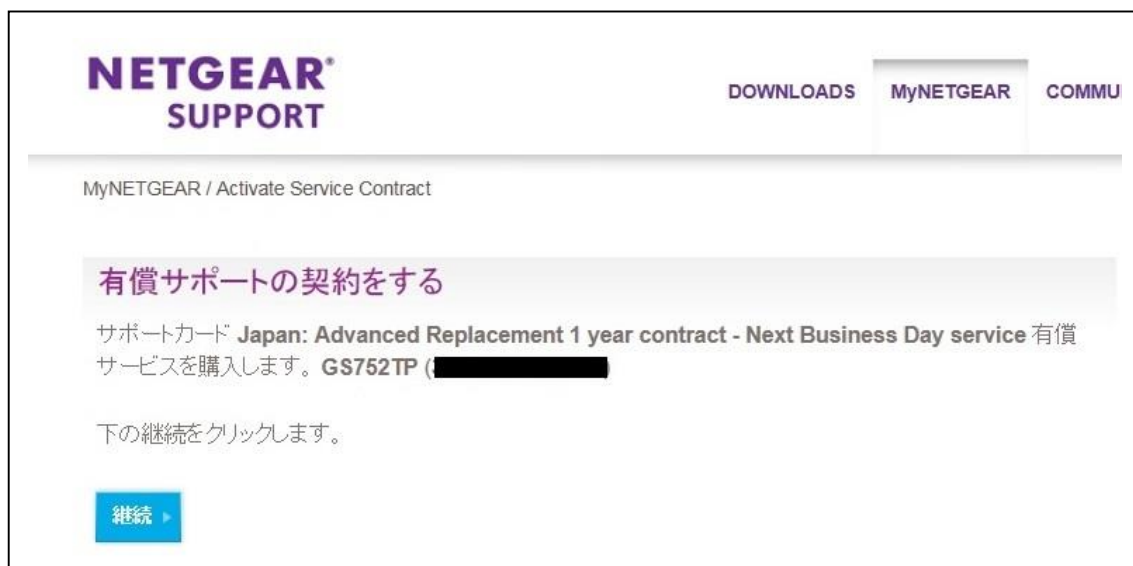 NETGEAR®
SUPPORT
DOWNLOADS
MyNETGEAR
COMMU
MyNETGEAR / Activate Service Contract
有償サポートの契約をする
サポートカード Japan: Advanced Replacement 1 year contract - Next Business Day service 有償
サービスを購入します。GS752TP (
下の継続をクリックします。
継続